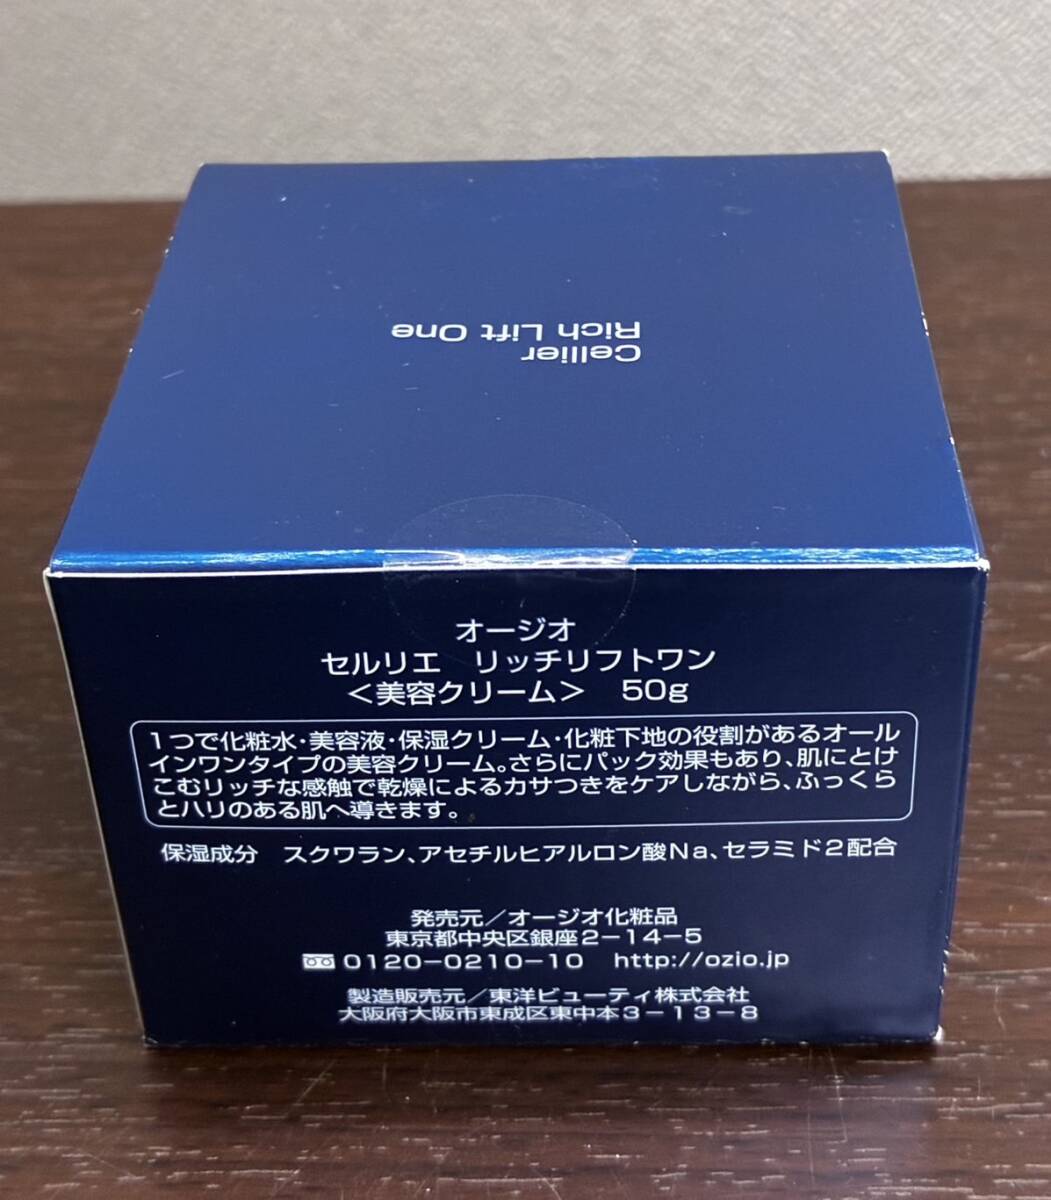 Cellier
Rich Lift One
オージオ
セルリエ　リッチリフトワン
＜美容クリーム＞　50g
1つで化粧水・美容液・保湿クリーム・化粧下地の役割があるオール
インワンタイプの美容クリーム。さらにパック効果もあり、肌にとけ
こむリッチな感触で乾燥によるカサつきをケアしながら、ふっくら
とハリのある肌へ導きます。
保湿成分　スクワラン、アセチルヒアルロン酸Na、セラミド2配合
発売元／オージオ化粧品
東京都中央区銀座2−14−5
0120−0210−10　http://ozio.jp
製造販売元／東洋ビューティ株式会社
大阪府大阪市東成区東中本3−13−8